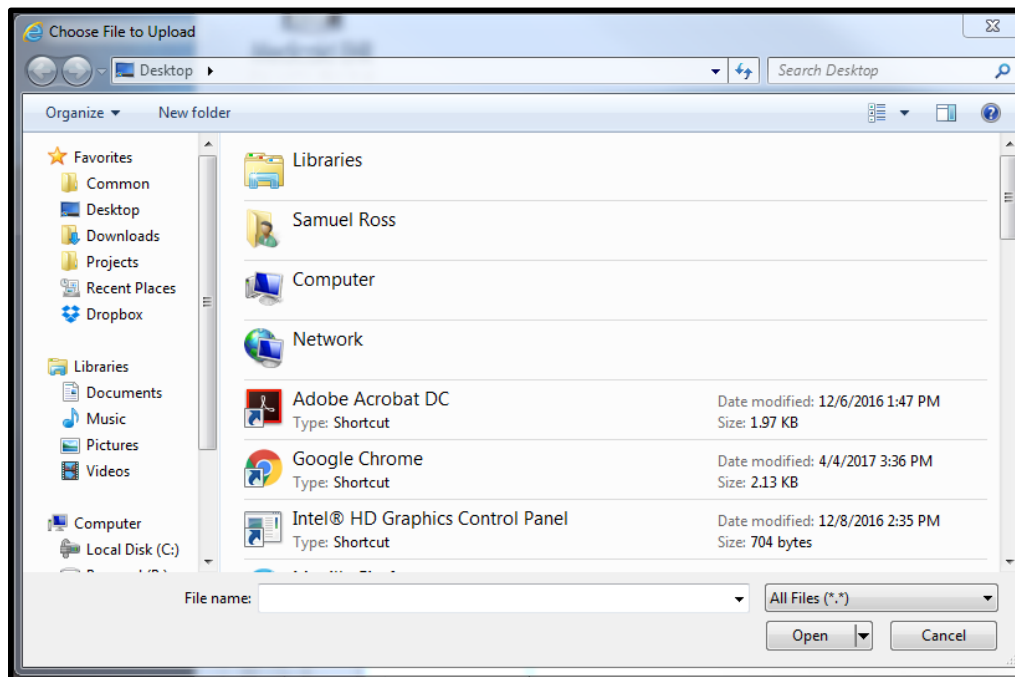 Choose File to Upload
Desktop
Search Desktop
Organize
New folder
Favorites
Common
Desktop
Downloads
Projects
Recent Places
Dropbox
Libraries
Documents
Music
Pictures
Videos
Computer
Local Disk (C:)
Libraries
Samuel Ross
Computer
Network
Adobe Acrobat DC
Type: Shortcut
Date modified: 12/6/2016 1:47 PM
Size: 1.97 KB
Google Chrome
Type: Shortcut
Date modified: 4/4/2017 3:36 PM
Size: 2.13 KB
Intel® HD Graphics Control Panel
Type: Shortcut
Date modified: 12/8/2016 2:35 PM
Size: 704 bytes
File name:
All Files (*.*)
Open
Cancel